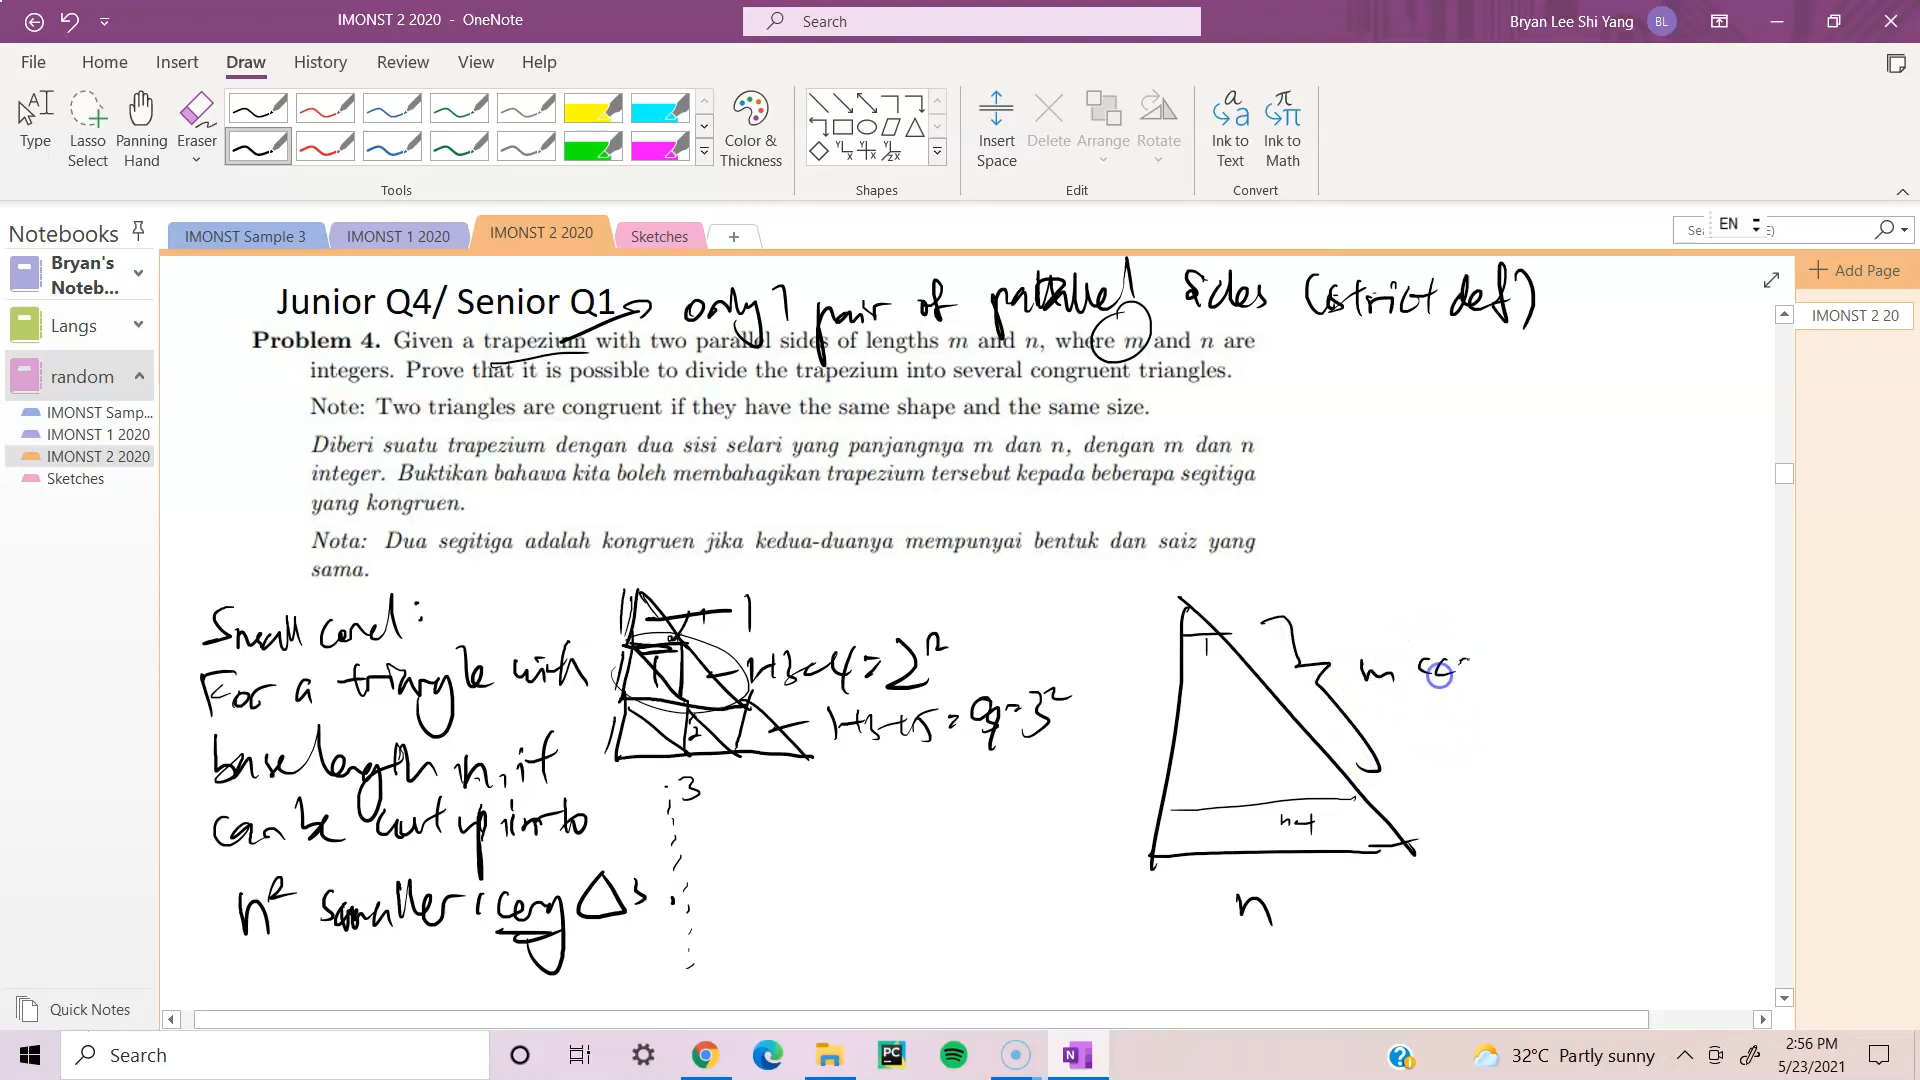 IMONST 2 2020 - OneNote
Search
Bryan Lee Shi Yang
BL
File Home Insert Draw History Review View Help
Type
Lasso Select
Panning Hand
Eraser
Color & Thickness
Insert Space
Delete
Arrange
Rotate
Ink to Text
Ink to Math
Tools
Shapes
Edit
Convert
Notebooks
IMONST Sample 3
IMONST 1 2020
IMONST 2 2020
Sketches
EN
Bryan's Noteb...
Langs
random
IMONST Samp...
IMONST 1 2020
IMONST 2 2020
Sketches
Quick Notes
Add Page
IMONST 2 20
Junior Q4/ Senior Q1
only 1 pair of parallel sides (strict def)
Problem 4. Given a trapezium with two parallel sides of lengths m and n, where m and n are
integers. Prove that it is possible to divide the trapezium into several congruent triangles.
Note: Two triangles are congruent if they have the same shape and the same size.
Diberi suatu trapezium dengan dua sisi selari yang panjangnya m dan n, dengan m dan n
integer. Buktikan bahawa kita boleh membahagikan trapezium tersebut kepada beberapa segitiga
yang kongruen.
Nota: Dua segitiga adalah kongruen jika kedua-duanya mempunyai bentuk dan saiz yang
sama.
For a triangle with
base length n, it
can be cut up into
n² smaller (cong Δs
1
1+3=4=2²
1+3+5=9=3²
3
1
m
n-1
n
Search
32°C Partly sunny
2:56 PM
5/23/2021